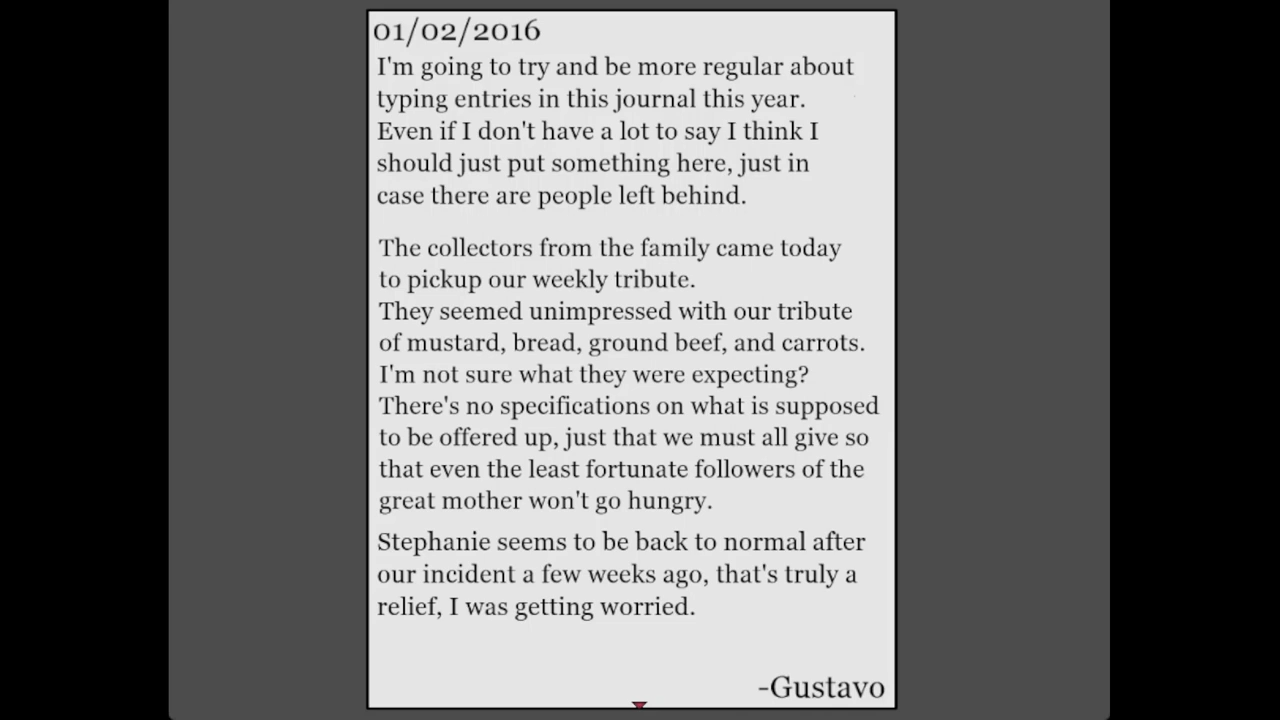 01/02/2016
I'm going to try and be more regular about
typing entries in this journal this year.
Even if I don't have a lot to say I think I
should just put something here, just in
case there are people left behind.
The collectors from the family came today
to pickup our weekly tribute.
They seemed unimpressed with our tribute
of mustard, bread, ground beef, and carrots.
I'm not sure what they were expecting?
There's no specifications on what is supposed
to be offered up, just that we must all give so
that even the least fortunate followers of the
great mother won't go hungry.
Stephanie seems to be back to normal after
our incident a few weeks ago, that's truly a
relief, I was getting worried.
-Gustavo